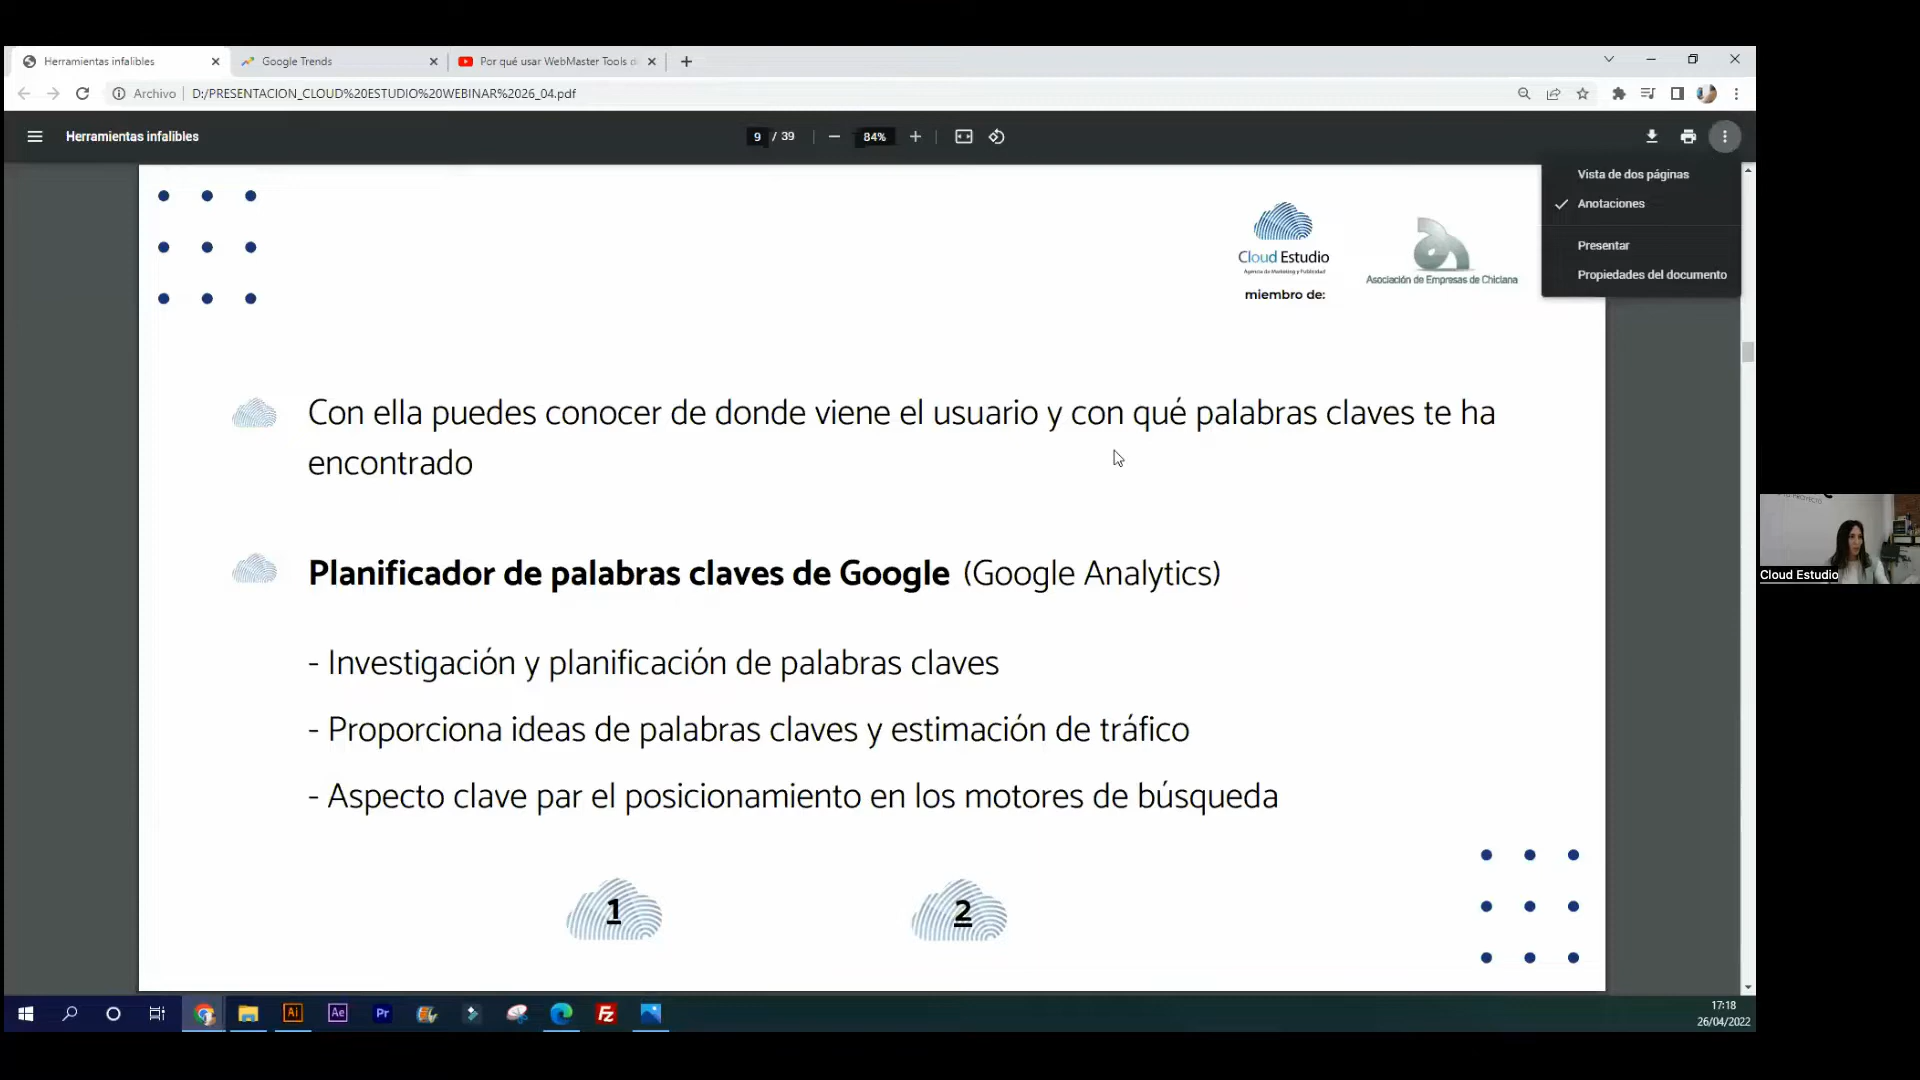 Herramientas infalibles
Google Trends
Por qué usar WebMaster Tools d
Archivo
D:/PRESENTACION_CLOUD%20ESTUDIO%20WEBINAR%2026_04.pdf
Herramientas infalibles
9 / 39
84%
Vista de dos páginas
Anotaciones
Presentar
Propiedades del documento
Cloud Estudio
Agencia de Marketing y Publicidad
miembro de:
Asociación de Empresas de Chiclana
Con ella puedes conocer de donde viene el usuario y con qué palabras claves te ha
encontrado
Planificador de palabras claves de Google (Google Analytics)
- Investigación y planificación de palabras claves
- Proporciona ideas de palabras claves y estimación de tráfico
- Aspecto clave par el posicionamiento en los motores de búsqueda
1
2
PROYECTO
Cloud Estudio
Ai
Ae
Pr
Fz
17:18
26/04/2022